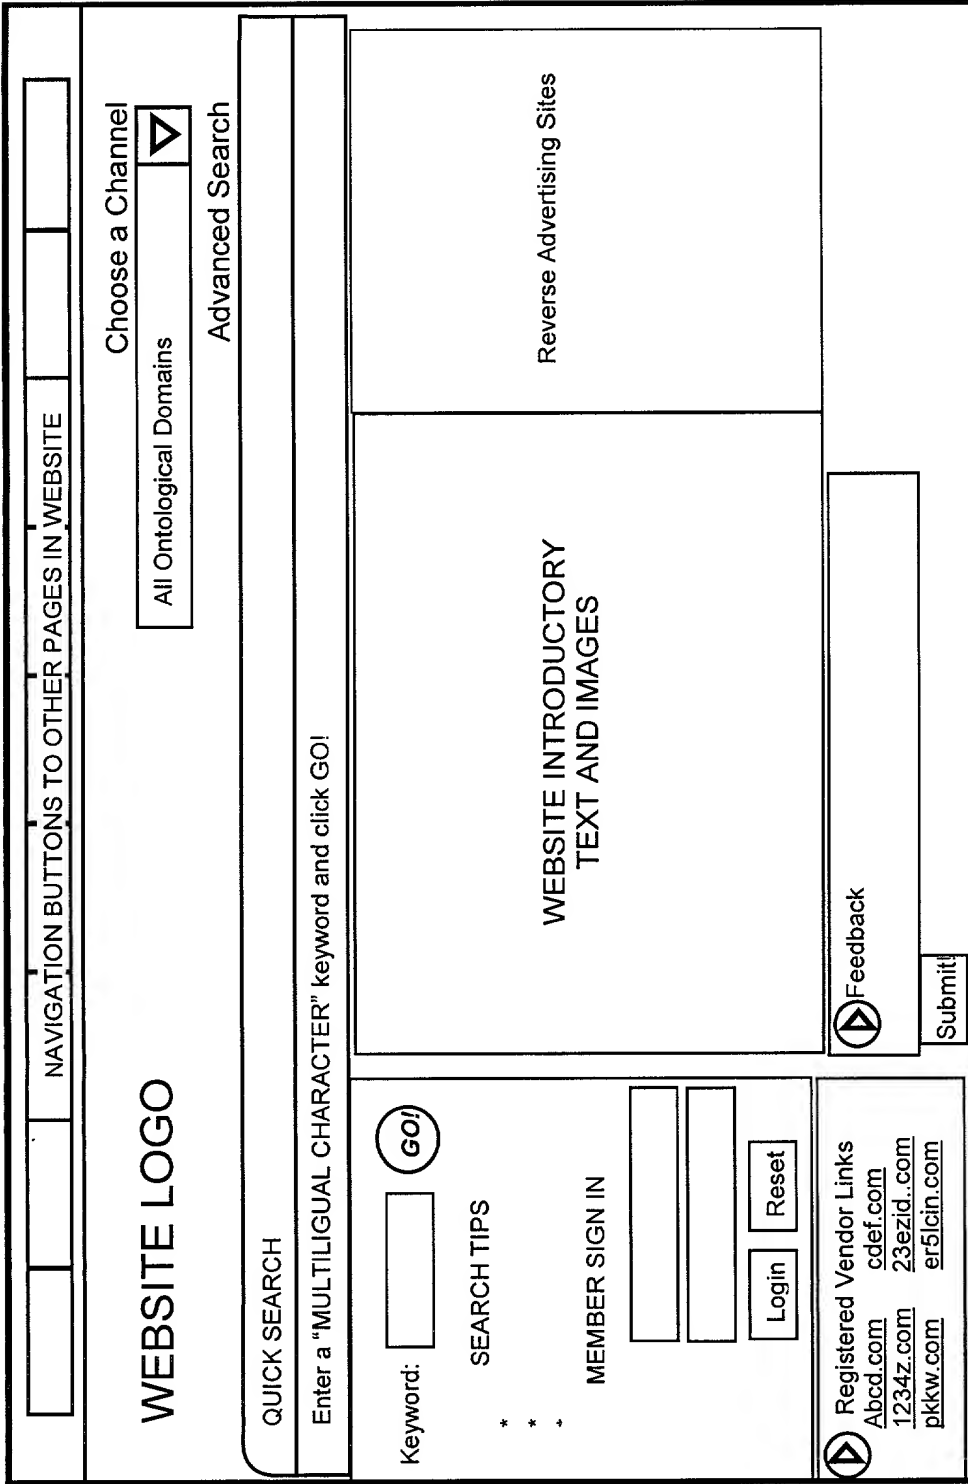 NAVIGATION BUTTONS TO OTHER PAGES IN WEBSITE
WEBSITE LOGO
Choose a Channel
All Ontological Domains
Advanced Search
QUICK SEARCH
Enter a "MULTILIGUAL CHARACTER" keyword and click GO!
Keyword:
GO!
SEARCH TIPS
*
*
*
MEMBER SIGN IN
Login
Reset
WEBSITE INTRODUCTORY
TEXT AND IMAGES
Reverse Advertising Sites
Registered Vendor Links
Abcd.com cdef.com
1234z.com 23ezid..com
pkkw.com er5lcin.com
Feedback
Submit!